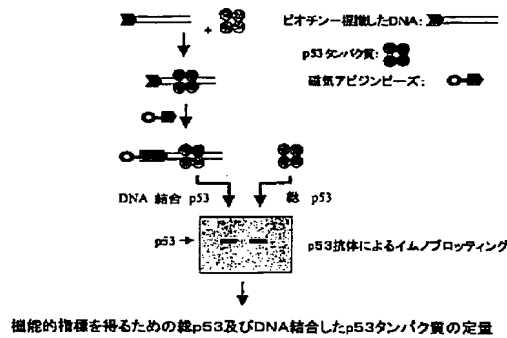 ビオチン－標識したDNA：
+
p53タンパク質：
磁気アビジンビーズ：
DNA 結合 p53
総 p53
p53→
p53抗体によるイムノブロッティング
機能的指標を得るための総p53及びDNA結合したp53タンパク質の定量